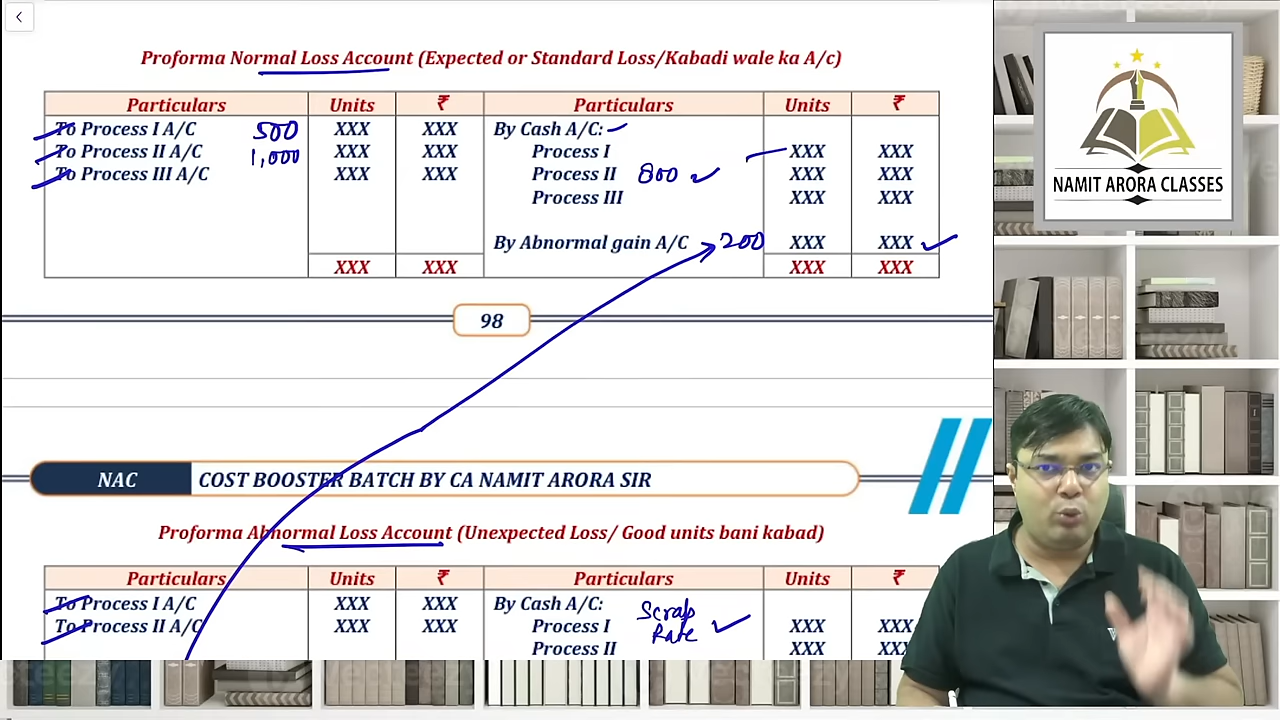 Proforma Normal Loss Account (Expected or Standard Loss/Kabadi wale ka A/c)
Particulars Units ₹ Particulars Units ₹
To Process I A/C 500 XXX XXX By Cash A/C:
To Process II A/C 1,000 XXX XXX Process I XXX XXX
To Process III A/C XXX XXX Process II 800 XXX XXX
Process III XXX XXX
By Abnormal gain A/C 200 XXX XXX
XXX XXX XXX XXX
98
NAC COST BOOSTER BATCH BY CA NAMIT ARORA SIR
Proforma Abnormal Loss Account (Unexpected Loss/ Good units bani kabad)
Particulars Units ₹ Particulars Units ₹
To Process I A/C XXX XXX By Cash A/C: Scrap
To Process II A/C XXX XXX Process I Rate XXX XXX
Process II XXX XXX
NAMIT ARORA CLASSES